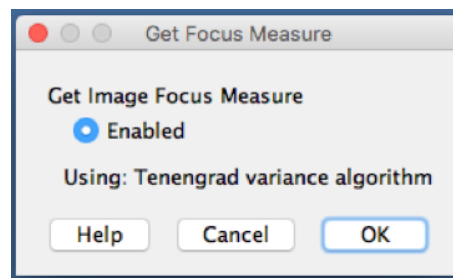 Get Focus Measure
Get Image Focus Measure
Enabled
Using: Tenengrad variance algorithm
Help Cancel OK